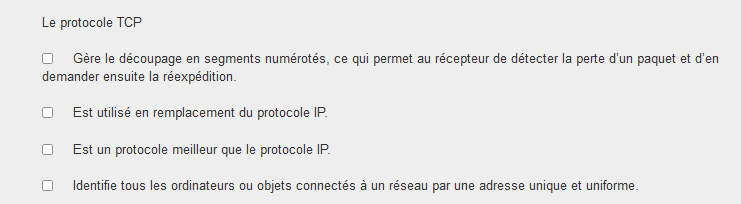 Le protocole TCP
Gère le découpage en segments numérotés, ce qui permet au récepteur de détecter la perte d'un paquet et d'en
demander ensuite la réexpédition.
Est utilisé en remplacement du protocole IP.
Est un protocole meilleur que le protocole IP.
Identifie tous les ordinateurs ou objets connectés à un réseau par une adresse unique et uniforme.